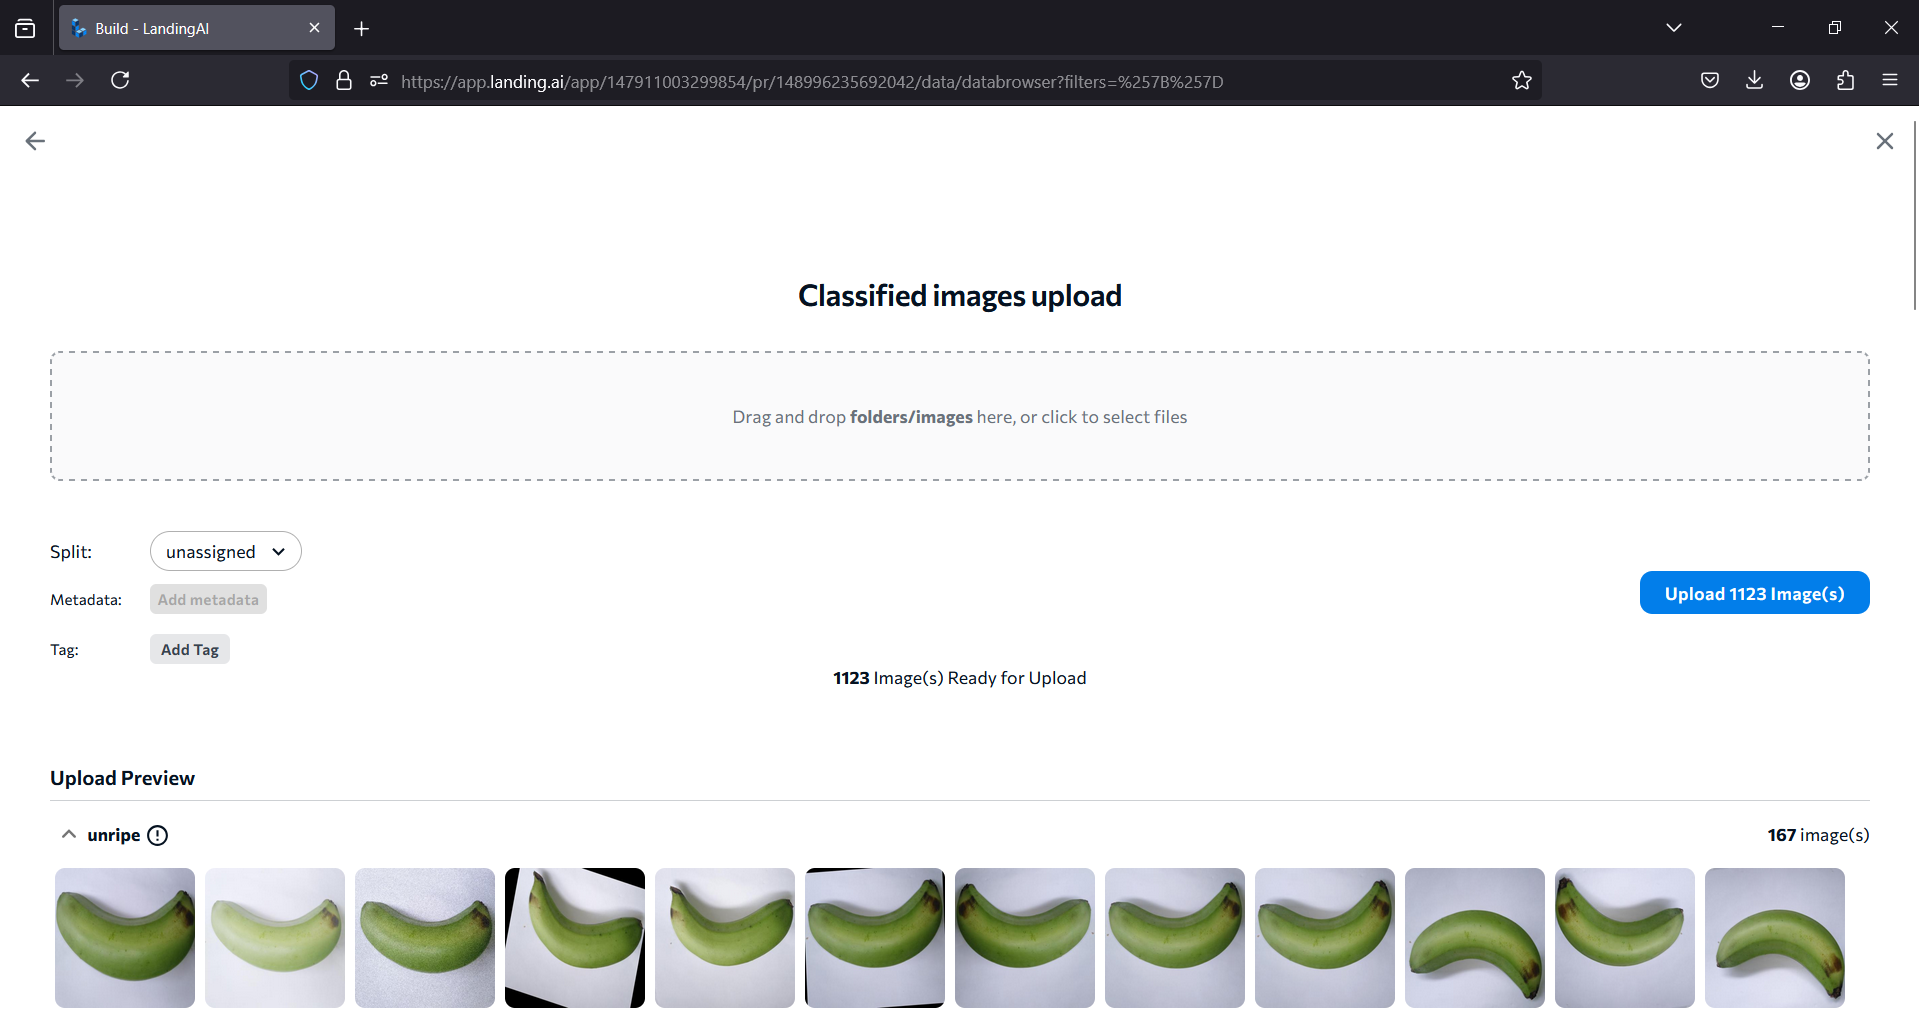 Build - LandingAI
https://app.landing.ai/app/147911003299854/pr/148996235692042/data/databrowser?filters=%257B%257D
Classified images upload
Drag and drop folders/images here, or click to select files
Split: unassigned
Metadata: Add metadata
Upload 1123 Image(s)
Tag: Add Tag
1123 Image(s) Ready for Upload
Upload Preview
unripe 167 image(s)